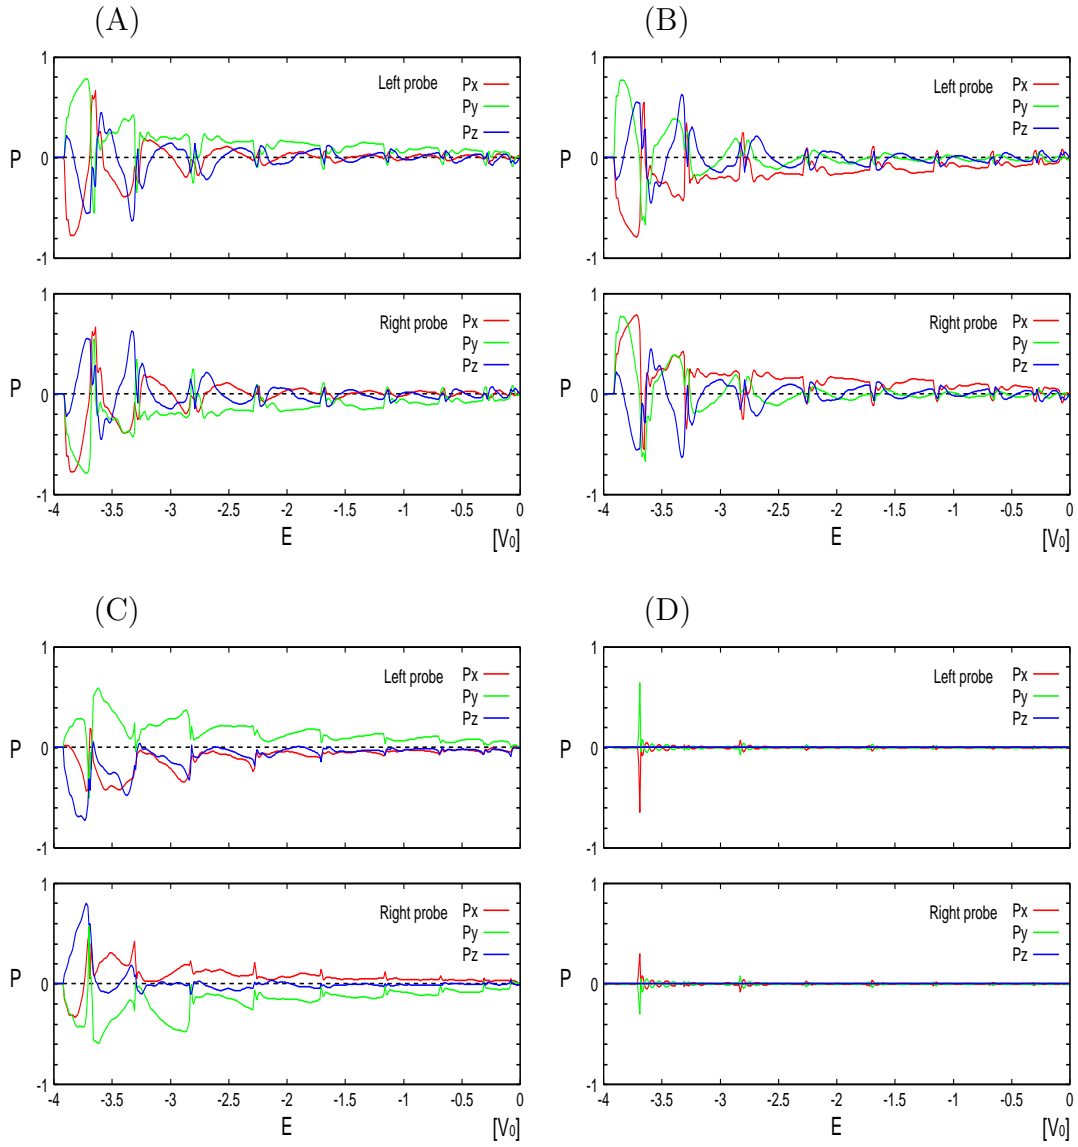 (A) (B)
1 1
Left probe Px Left probe Px
Py Py
Pz Pz
P 0 P 0
-1 -1
1 1
Right probe Px Right probe Px
Py Py
Pz Pz
P 0 P 0
-1 -1
-4 -3.5 -3 -2.5 -2 -1.5 -1 -0.5 0 -4 -3.5 -3 -2.5 -2 -1.5 -1 -0.5 0
E [V0] E [V0]
(C) (D)
1 1
Left probe Px Left probe Px
Py Py
Pz Pz
P 0 P 0
-1 -1
1 1
Right probe Px Right probe Px
Py Py
Pz Pz
P 0 P 0
-1 -1
-4 -3.5 -3 -2.5 -2 -1.5 -1 -0.5 0 -4 -3.5 -3 -2.5 -2 -1.5 -1 -0.5 0
E [V0] E [V0]